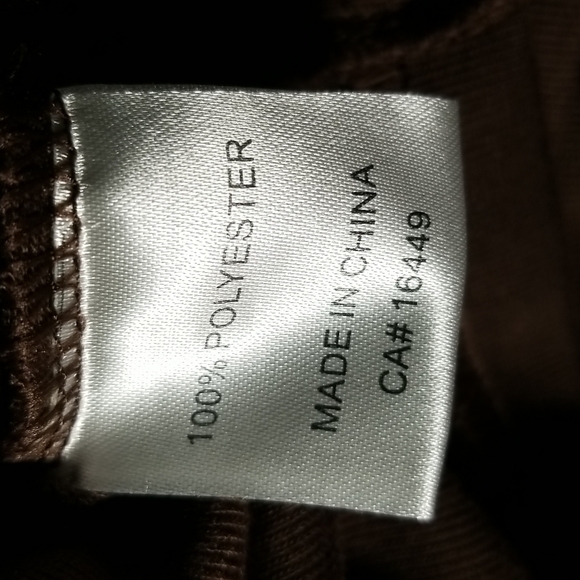 100% POLYESTER
MADE IN CHINA
CA# 16449